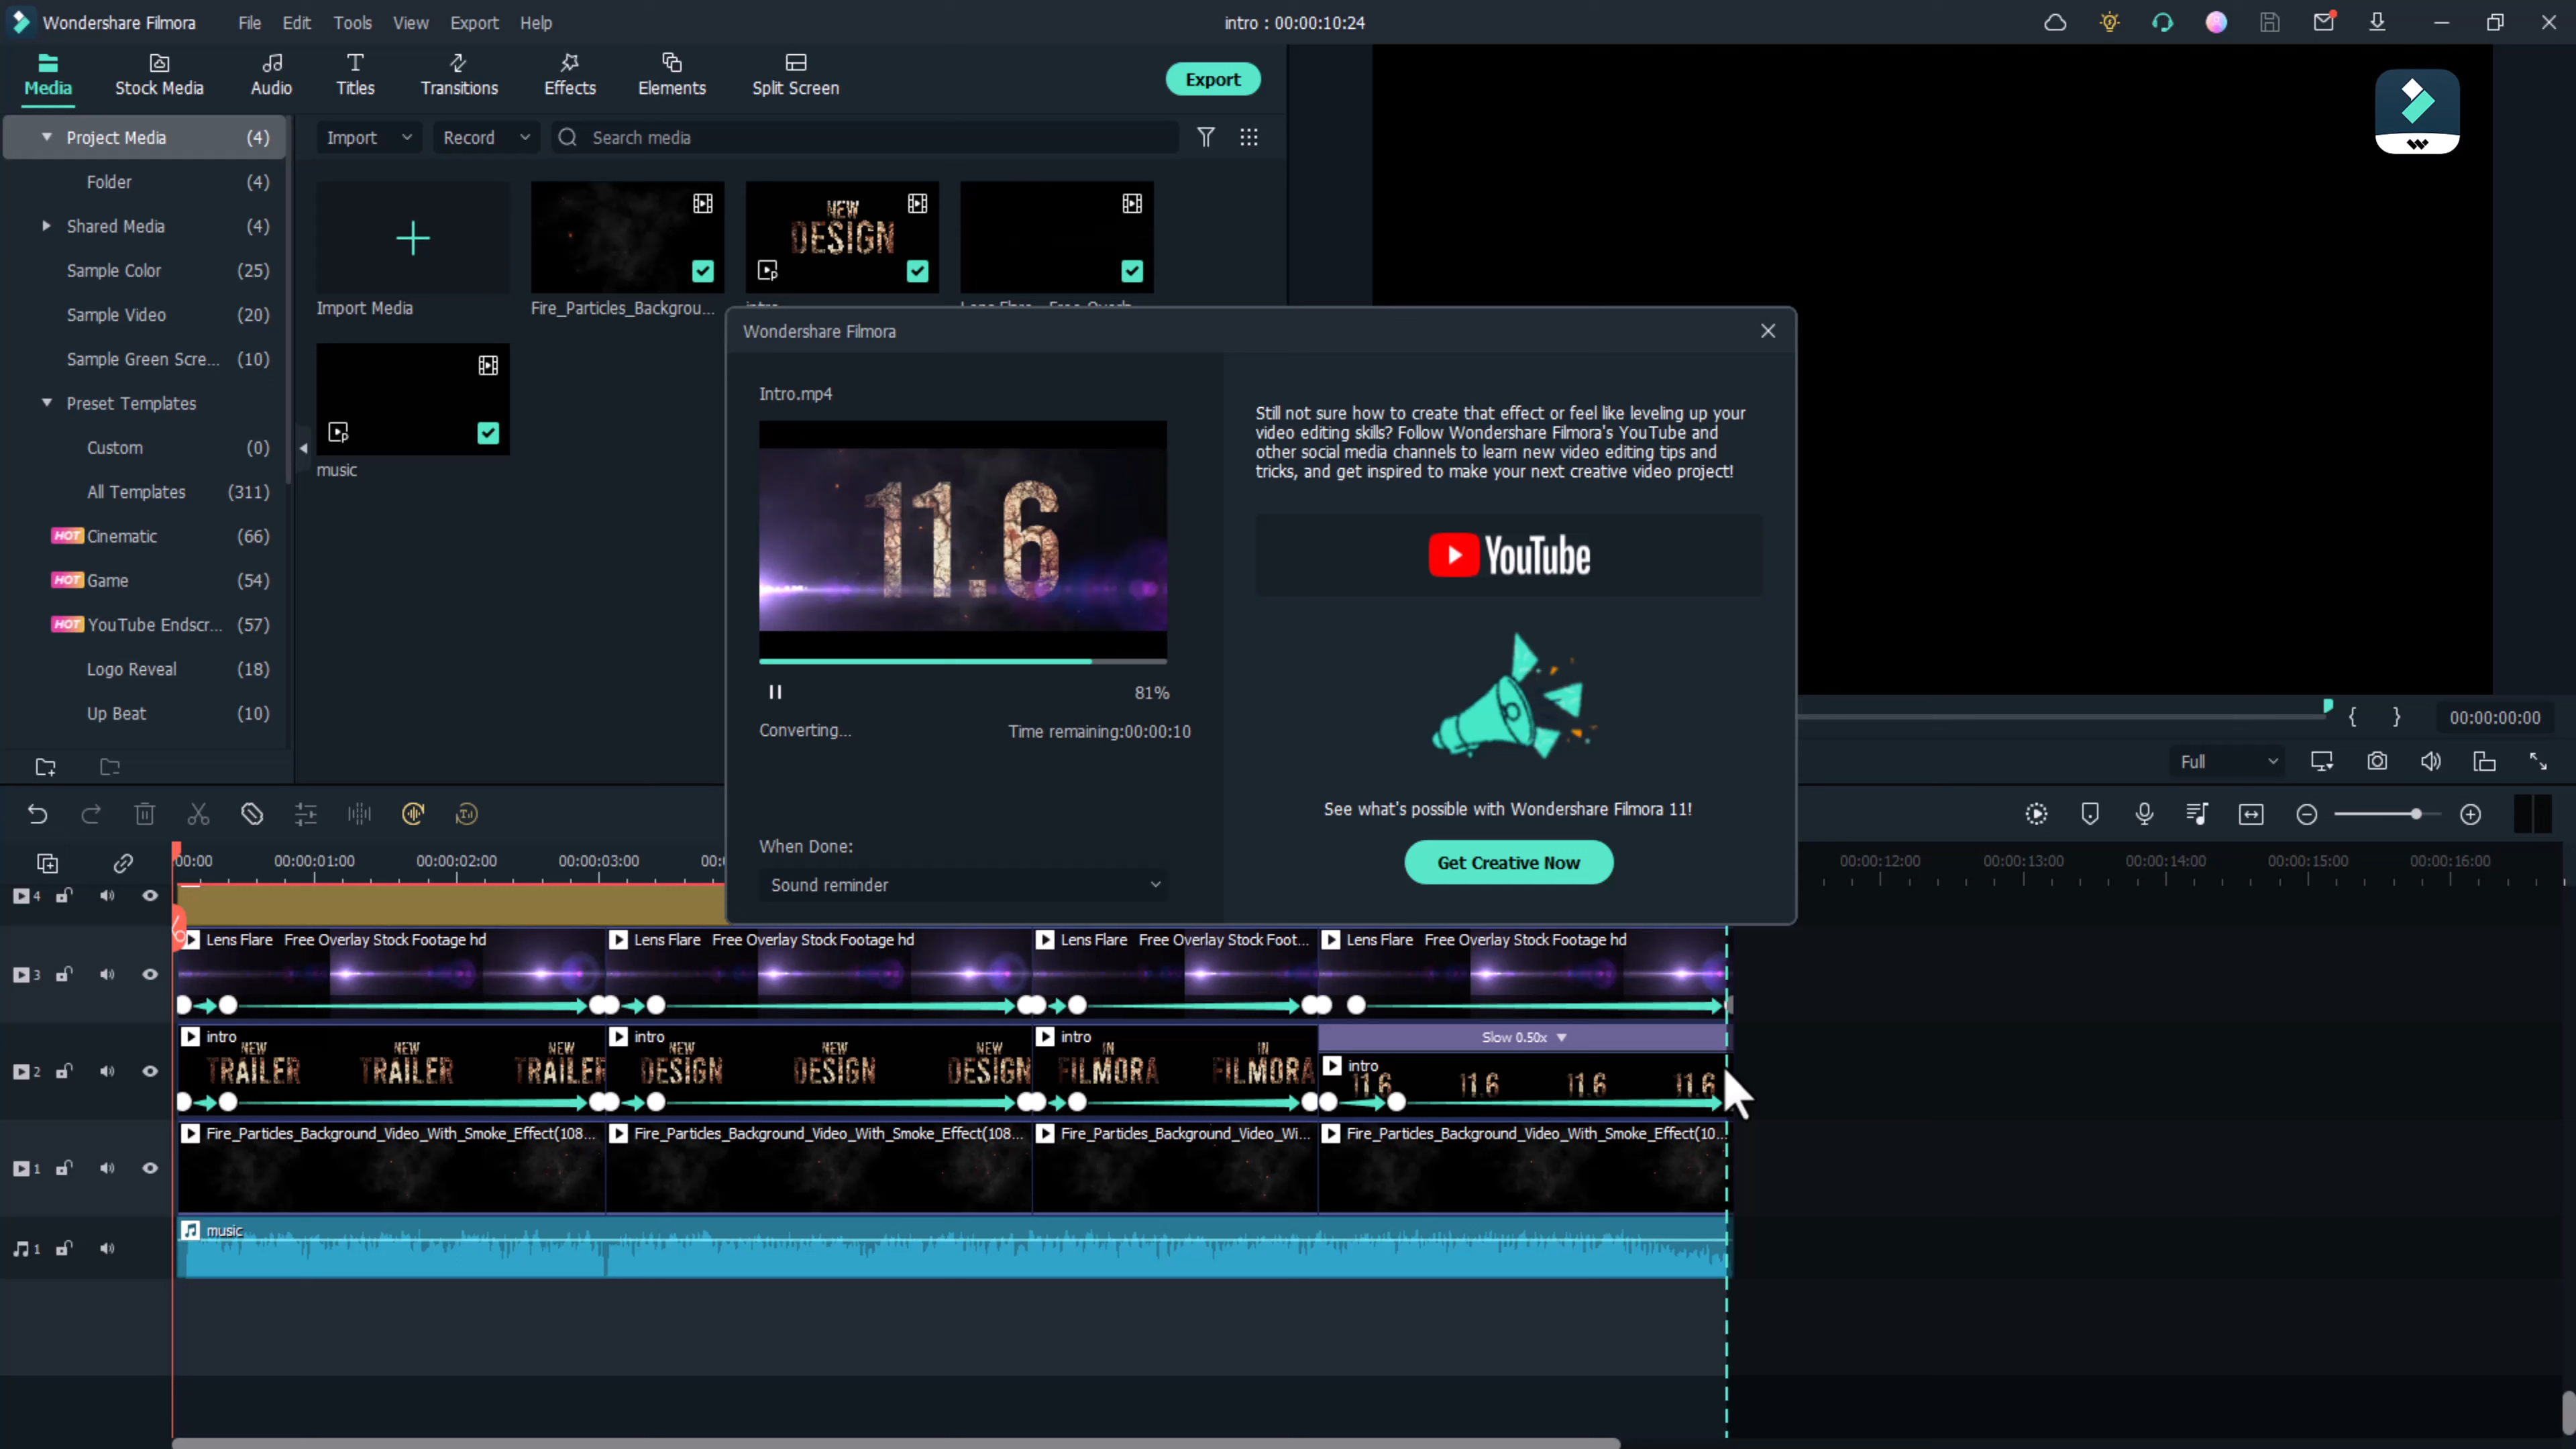 Wondershare Filmora
File Edit Tools View Export Help
intro : 00:00:10:24
Media Stock Media Audio Titles Transitions Effects Elements Split Screen
Export
Project Media (4)
Folder (4)
Shared Media (4)
Sample Color (25)
Sample Video (20)
Sample Green Scre... (10)
Preset Templates
Custom (0)
All Templates (311)
HOT Cinematic (66)
HOT Game (54)
HOT YouTube Endscr... (57)
Logo Reveal (18)
Up Beat (10)
Import Record Search media
NEW
DESIGN
Import Media Fire_Particles_Backgrou...
music
Wondershare Filmora
Intro.mp4
11.6
81%
Converting... Time remaining:00:00:10
When Done:
Sound reminder
Still not sure how to create that effect or feel like leveling up your
video editing skills? Follow Wondershare Filmora's YouTube and
other social media channels to learn new video editing tips and
tricks, and get inspired to make your next creative video project!
YouTube
See what's possible with Wondershare Filmora 11!
Get Creative Now
{ } 00:00:00:00
Full
00:00 00:00:01:00 00:00:02:00 00:00:03:00 00: 00:00:12:00 00:00:13:00 00:00:14:00 00:00:15:00 00:00:16:00
4
3
Lens Flare Free Overlay Stock Footage hd Lens Flare Free Overlay Stock Footage hd Lens Flare Free Overlay Stock Foot... Lens Flare Free Overlay Stock Footage hd
2
intro intro intro Slow 0.50x
intro
NEW NEW NEW NEW NEW NEW IN IN
TRAILER TRAILER TRAILER DESIGN DESIGN DESIGN FILMORA FILMORA 11.6 11.6 11.6 11.6
1
Fire_Particles_Background_Video_With_Smoke_Effect(108... Fire_Particles_Background_Video_With_Smoke_Effect(108... Fire_Particles_Background_Video_Wi... Fire_Particles_Background_Video_With_Smoke_Effect(10...
1
music